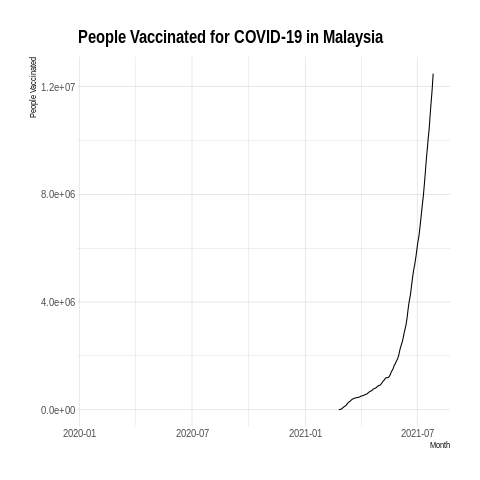 People Vaccinated for COVID-19 in Malaysia
People Vaccinated
1.2e+07
8.0e+06
4.0e+06
0.0e+00
2020-01
2020-07
2021-01
2021-07
Month